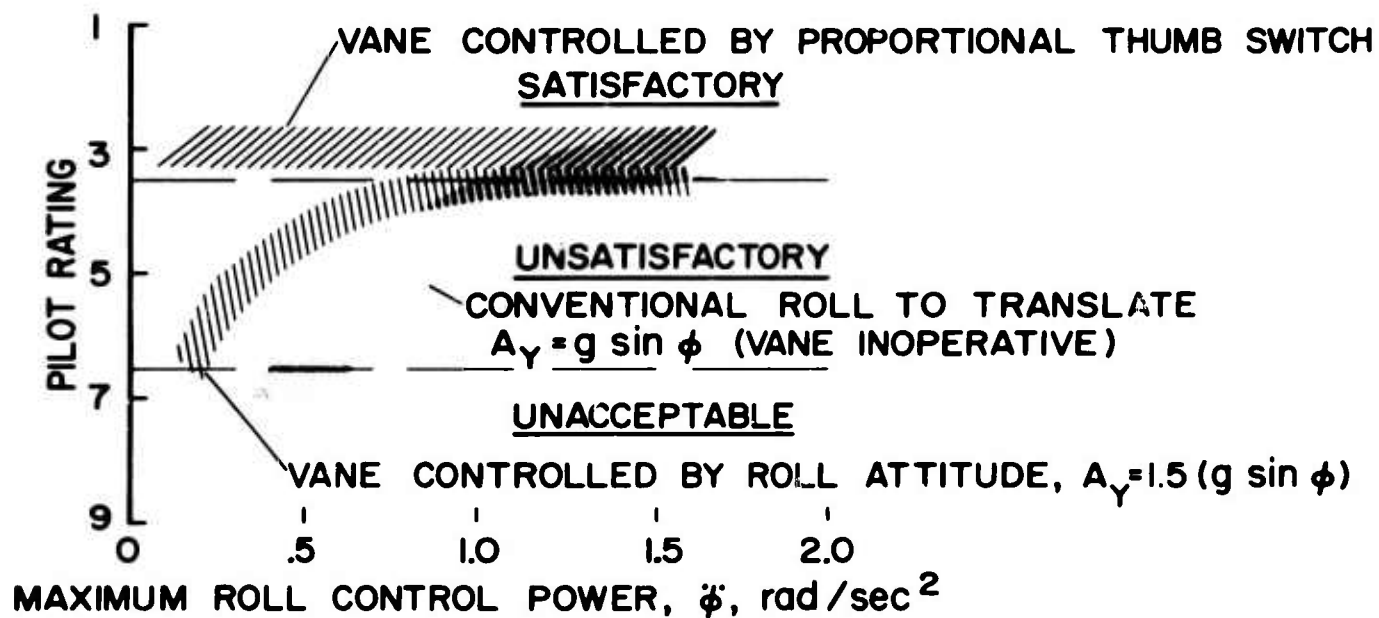 1
VANE CONTROLLED BY PROPORTIONAL THUMB SWITCH
SATISFACTORY
3
PILOT RATING
5
UNSATISFACTORY
CONVENTIONAL ROLL TO TRANSLATE
A_Y = g sin ϕ (VANE INOPERATIVE)
7
UNACCEPTABLE
VANE CONTROLLED BY ROLL ATTITUDE, A_Y=1.5 (g sin ϕ)
9
0 .5 1.0 1.5 2.0
MAXIMUM ROLL CONTROL POWER, ϕ̈, rad/sec²